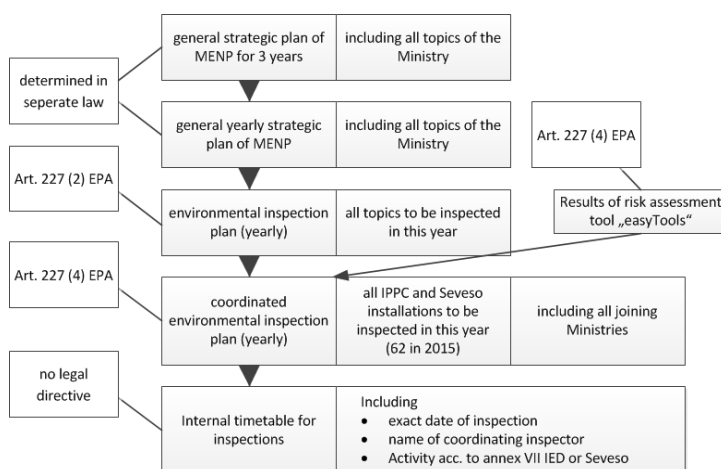 general strategic plan of
MENP for 3 years
including all topics of the
Ministry
determined in
seperate law
general yearly strategic
plan of MENP
including all topics of the
Ministry
Art. 227 (4) EPA
Art. 227 (2) EPA
environmental inspection
plan (yearly)
all topics to be inspected
in this year
Results of risk assessment
tool „easyTools“
Art. 227 (4) EPA
coordinated
environmental inspection
plan (yearly)
all IPPC and Seveso
installations to be
inspected in this year
(62 in 2015)
including all joining
Ministries
no legal
directive
Internal timetable for
inspections
Including
• exact date of inspection
• name of coordinating inspector
• Activity acc. to annex VII IED or Seveso